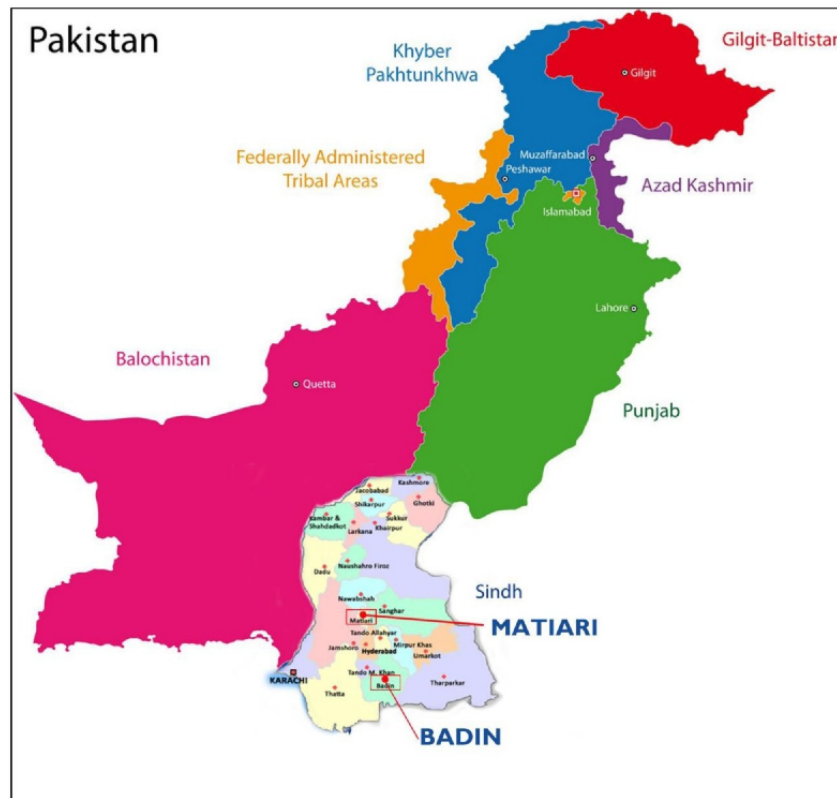 Pakistan
Khyber
Pakhtunkhwa
Gilgit-Baltistan
Gilgit
Federally Administered
Tribal Areas
Muzaffarabad
Peshawar
Azad Kashmir
Islamabad
Lahore
Balochistan
Quetta
Punjab
Kashmore
Jacobabad
Shikarpur
Ghotki
Kambar &
Shahdadkot
Sukkur
Larkana
Khairpur
Naushahro Firoz
Dadu
Sindh
Nawabshah
Sanghar
Matiari
MATIARI
Tando Allahyar
Jamshoro
Hyderabad
Mirpur Khas
Umarkot
Tando M. Khan
KARACHI
Badin
Tharparkar
Thatta
BADIN